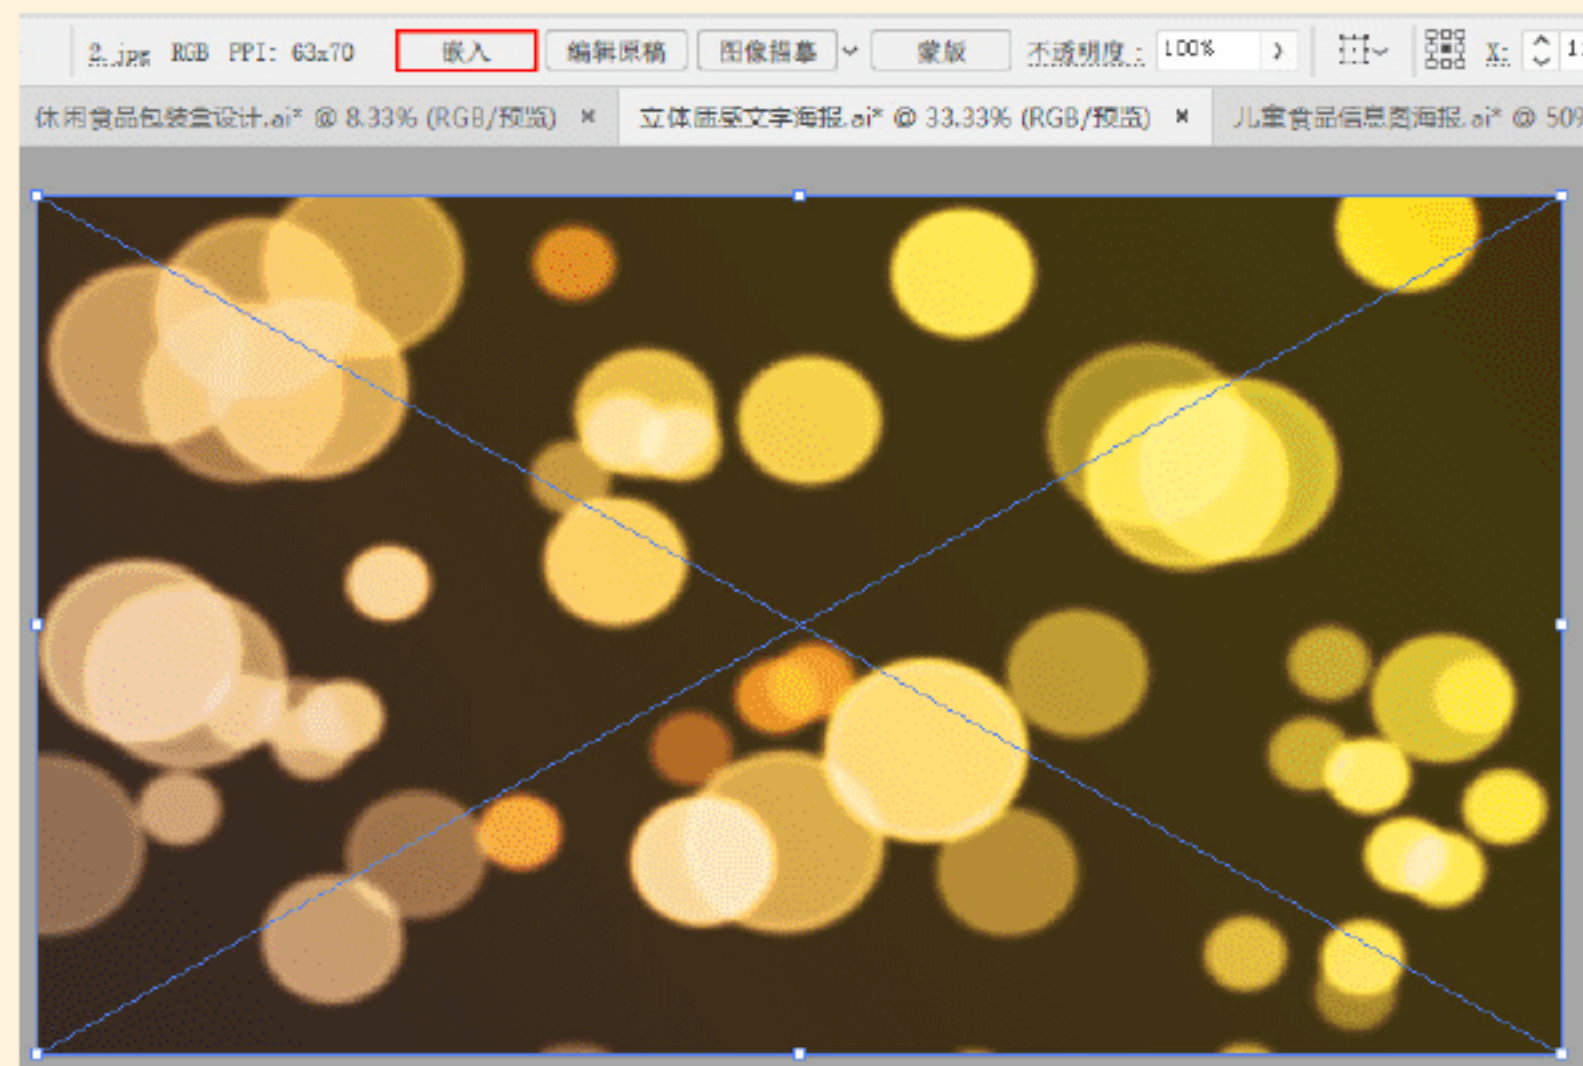 2.jpg RGB PPI: 63x70 嵌入 编辑原稿 图像描摹 蒙版 不透明度: 100% X:
休闲食品包装盒设计.ai* @ 8.33% (RGB/预览) × 立体质感文字海报.ai* @ 33.33% (RGB/预览) × 儿童食品信息图海报.ai* @ 50%